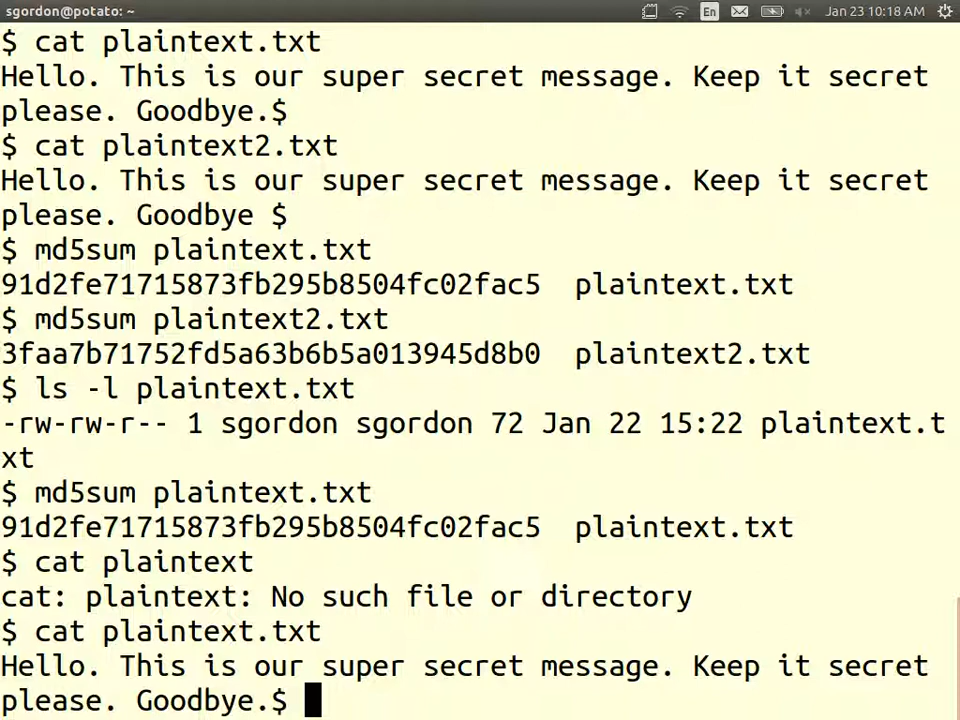 sgordon@potato: ~ En Jan 23 10:18 AM
$ cat plaintext.txt
Hello. This is our super secret message. Keep it secret
please. Goodbye.$
$ cat plaintext2.txt
Hello. This is our super secret message. Keep it secret
please. Goodbye $
$ md5sum plaintext.txt
91d2fe71715873fb295b8504fc02fac5  plaintext.txt
$ md5sum plaintext2.txt
3faa7b71752fd5a63b6b5a013945d8b0  plaintext2.txt
$ ls -l plaintext.txt
-rw-rw-r-- 1 sgordon sgordon 72 Jan 22 15:22 plaintext.t
xt
$ md5sum plaintext.txt
91d2fe71715873fb295b8504fc02fac5  plaintext.txt
$ cat plaintext
cat: plaintext: No such file or directory
$ cat plaintext.txt
Hello. This is our super secret message. Keep it secret
please. Goodbye.$